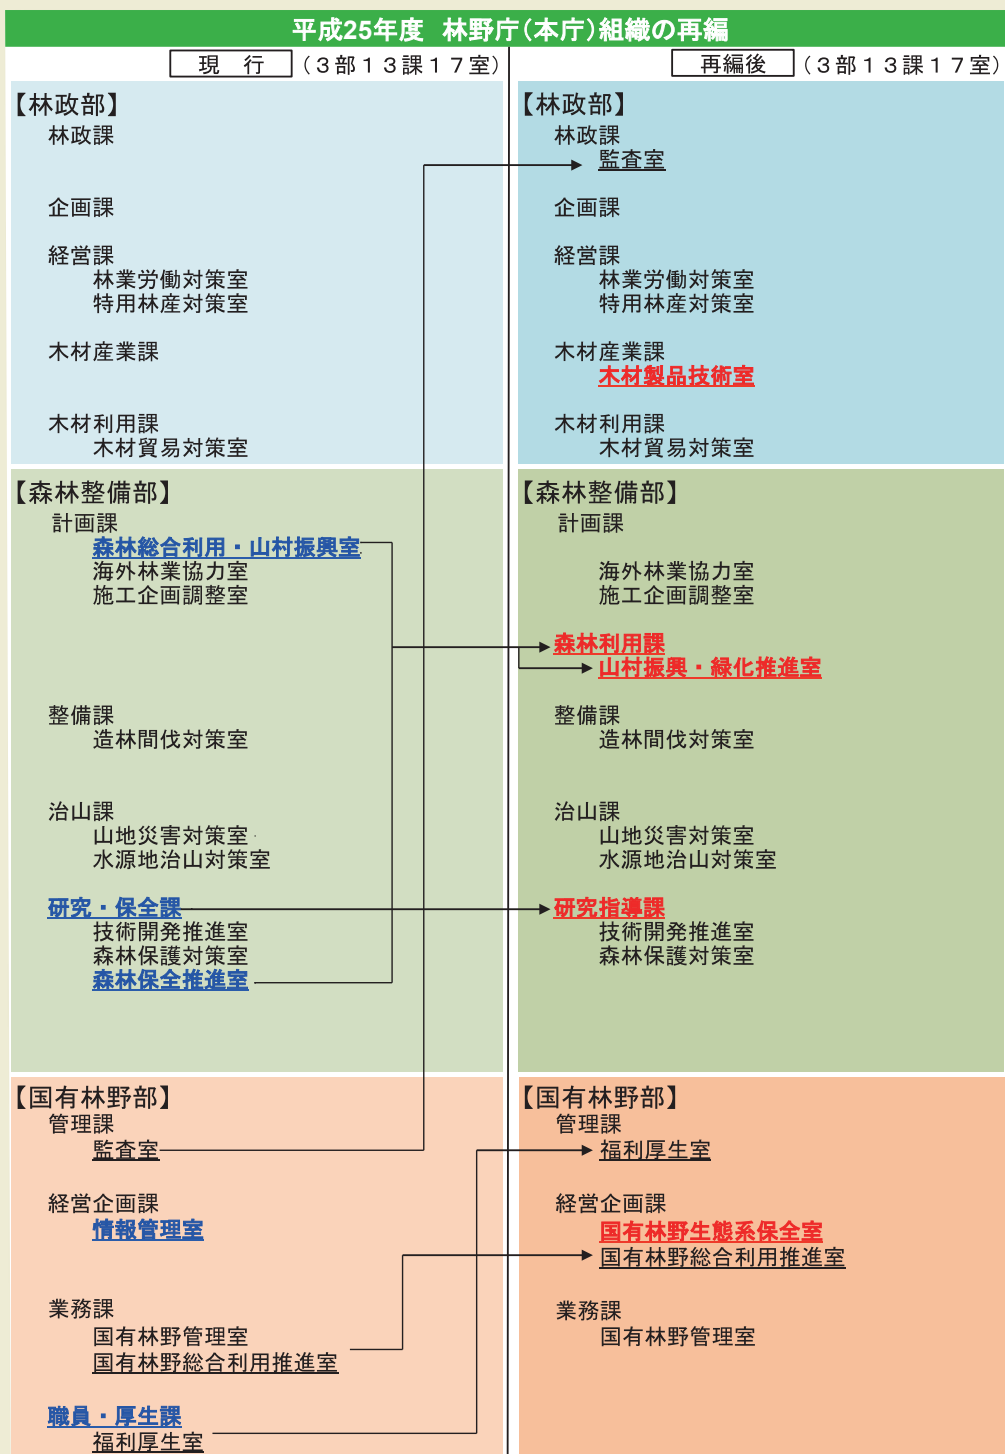 平成25年度 林野庁(本庁)組織の再編
現 行 (3部13課17室)
【林政部】
林政課
企画課
経営課
林業労働対策室
特用林産対策室
木材産業課
木材利用課
木材貿易対策室
【森林整備部】
計画課
森林総合利用・山村振興室
海外林業協力室
施工企画調整室
整備課
造林間伐対策室
治山課
山地災害対策室
水源地治山対策室
研究・保全課
技術開発推進室
森林保護対策室
森林保全推進室
【国有林野部】
管理課
監査室
経営企画課
情報管理室
業務課
国有林野管理室
国有林野総合利用推進室
職員・厚生課
福利厚生室
再編後 (3部13課17室)
【林政部】
林政課
監査室
企画課
経営課
林業労働対策室
特用林産対策室
木材産業課
木材製品技術室
木材利用課
木材貿易対策室
【森林整備部】
計画課
海外林業協力室
施工企画調整室
森林利用課
山村振興・緑化推進室
整備課
造林間伐対策室
治山課
山地災害対策室
水源地治山対策室
研究指導課
技術開発推進室
森林保護対策室
【国有林野部】
管理課
福利厚生室
経営企画課
国有林野生態系保全室
国有林野総合利用推進室
業務課
国有林野管理室